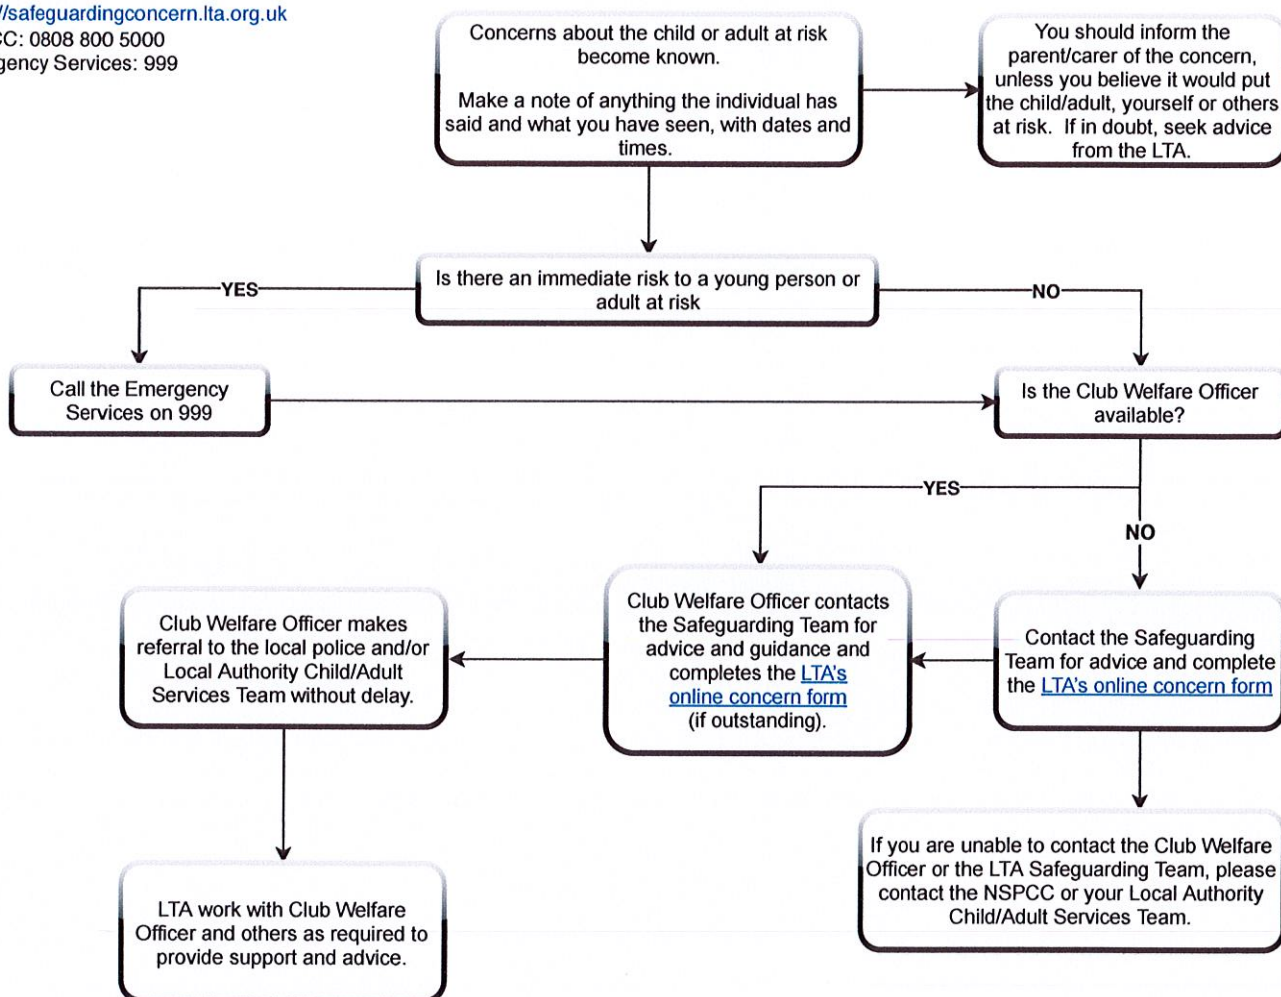 //safeguardingconcern.lta.org.uk
CC: 0808 800 5000
gency Services: 999
Concerns about the child or adult at risk
become known.
Make a note of anything the individual has
said and what you have seen, with dates and
times.
You should inform the
parent/carer of the concern,
unless you believe it would put
the child/adult, yourself or others
at risk. If in doubt, seek advice
from the LTA.
Is there an immediate risk to a young person or
adult at risk
YES
NO
Call the Emergency
Services on 999
Is the Club Welfare Officer
available?
YES
NO
Club Welfare Officer makes
referral to the local police and/or
Local Authority Child/Adult
Services Team without delay.
Club Welfare Officer contacts
the Safeguarding Team for
advice and guidance and
completes the LTA's
online concern form
(if outstanding).
Contact the Safeguarding
Team for advice and complete
the LTA's online concern form
LTA work with Club Welfare
Officer and others as required to
provide support and advice.
If you are unable to contact the Club Welfare
Officer or the LTA Safeguarding Team, please
contact the NSPCC or your Local Authority
Child/Adult Services Team.